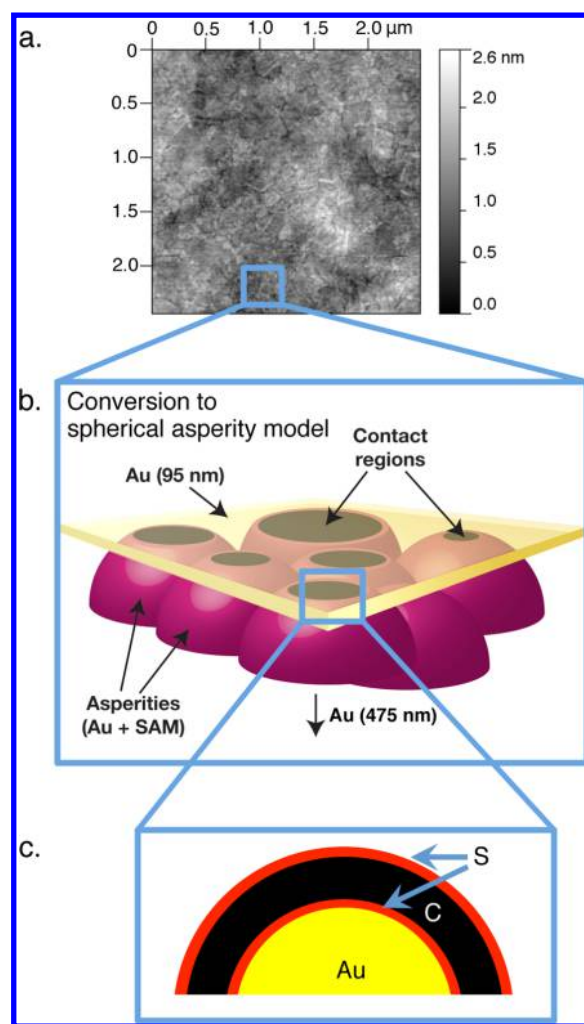 a.
0 0.5 1.0 1.5 2.0 µm
0
0.5
1.0
1.5
2.0
2.6 nm
2.0
1.5
1.0
0.5
0.0
b.
Conversion to
spherical asperity model
Contact
regions
Au (95 nm)
Asperities
(Au + SAM)
Au (475 nm)
c.
S
C
Au